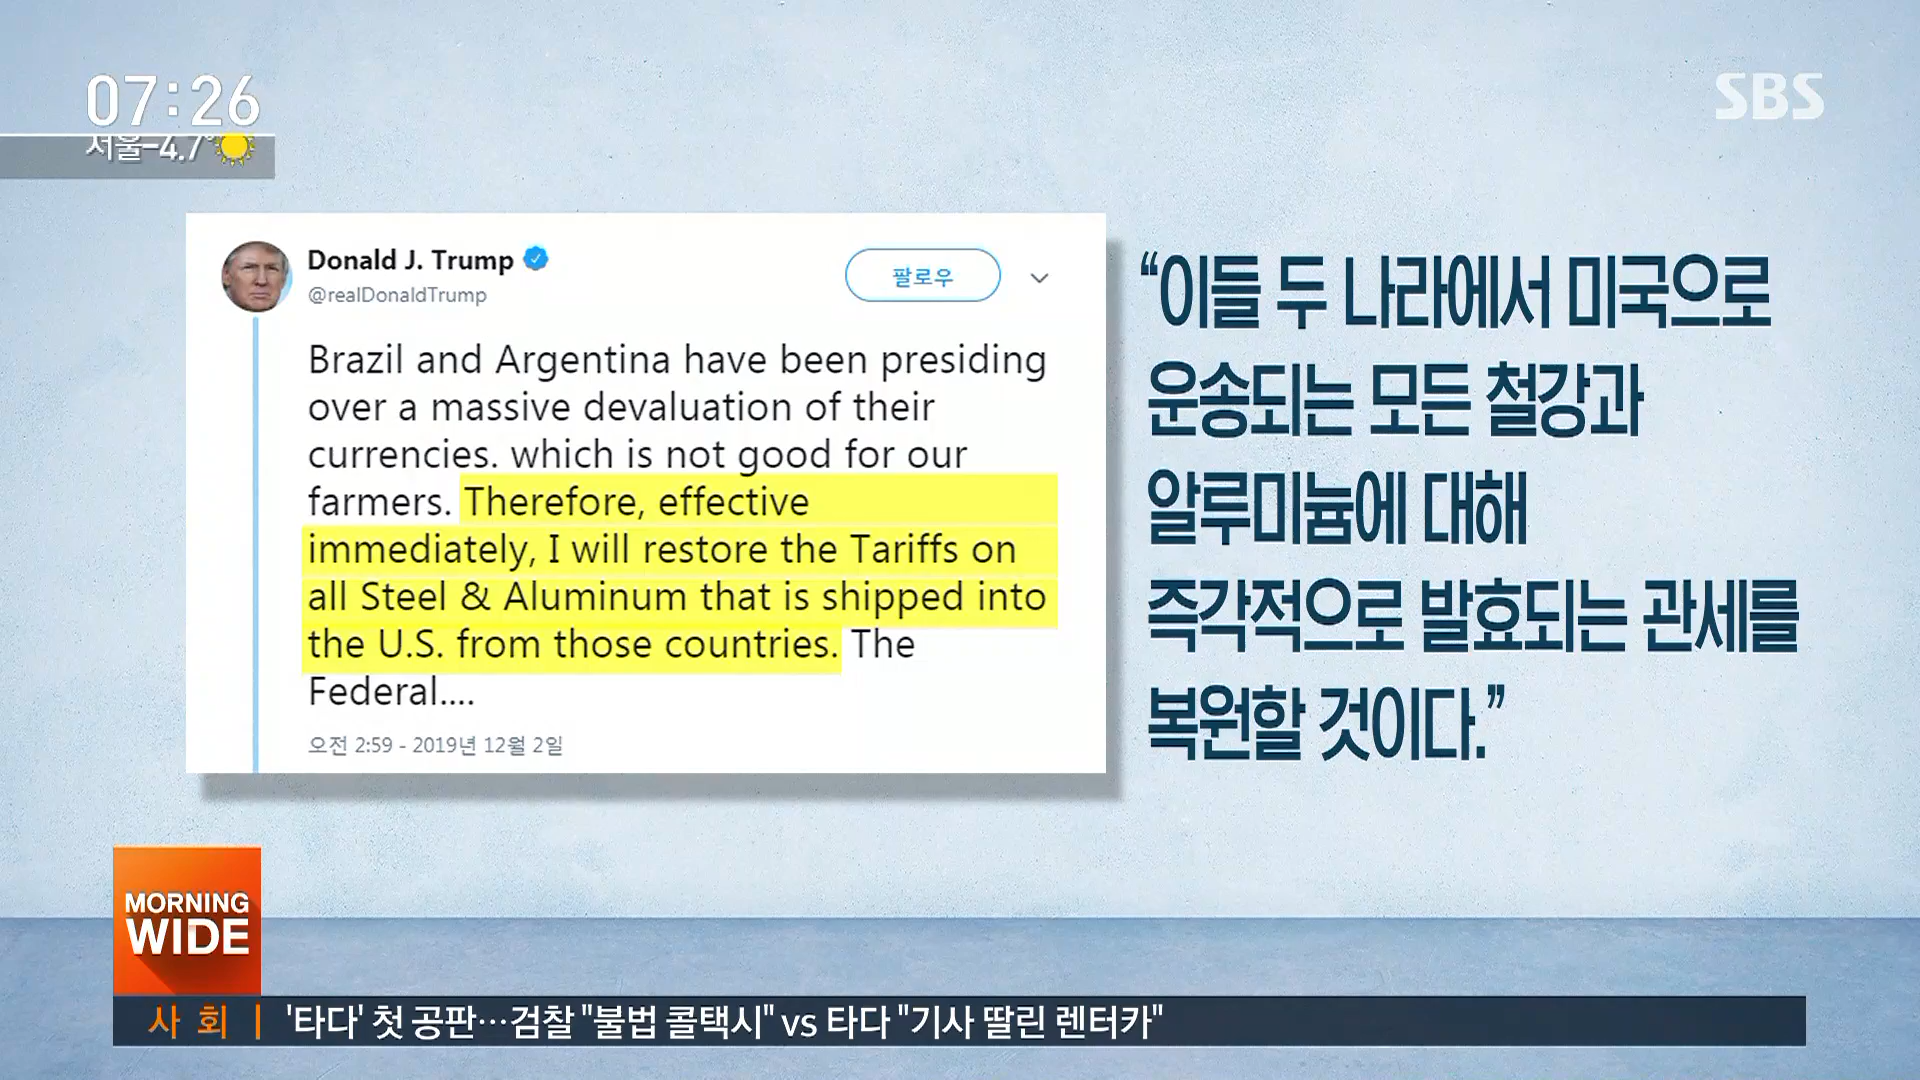 07:26
서울-4.7°
SBS
Donald J. Trump
@realDonaldTrump
팔로우
Brazil and Argentina have been presiding
over a massive devaluation of their
currencies. which is not good for our
farmers. Therefore, effective
immediately, I will restore the Tariffs on
all Steel & Aluminum that is shipped into
the U.S. from those countries. The
Federal....
오전 2:59 - 2019년 12월 2일
“이들 두 나라에서 미국으로
운송되는 모든 철강과
알루미늄에 대해
즉각적으로 발효되는 관세를
복원할 것이다.”
MORNING
WIDE
사 회 | '타다' 첫 공판…검찰 "불법 콜택시" vs 타다 "기사 딸린 렌터카"